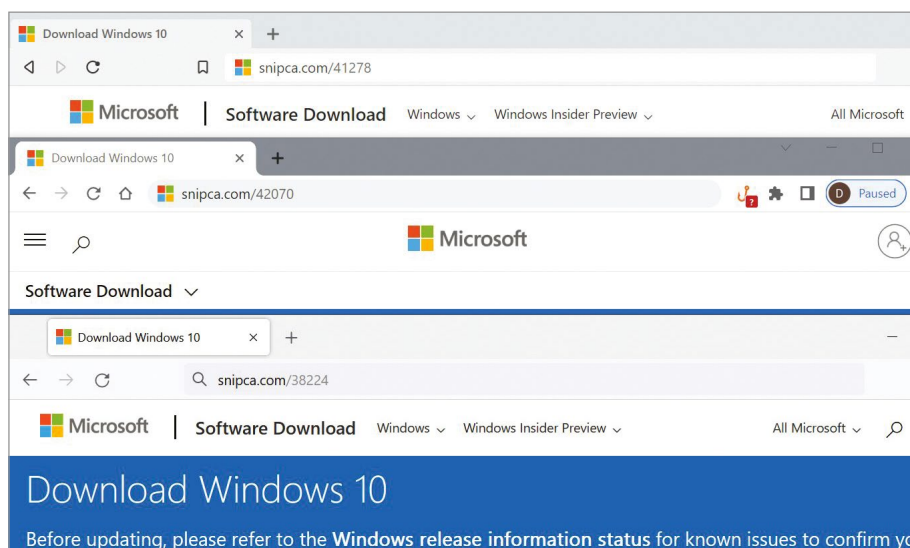 Download Windows 10
snipca.com/41278
Microsoft Software Download Windows Windows Insider Preview All Microsoft
Download Windows 10
snipca.com/42070
? D Paused
Microsoft
Software Download
Download Windows 10
snipca.com/38224
Microsoft Software Download Windows Windows Insider Preview All Microsoft
Download Windows 10
Before updating, please refer to the Windows release information status for known issues to confirm yo